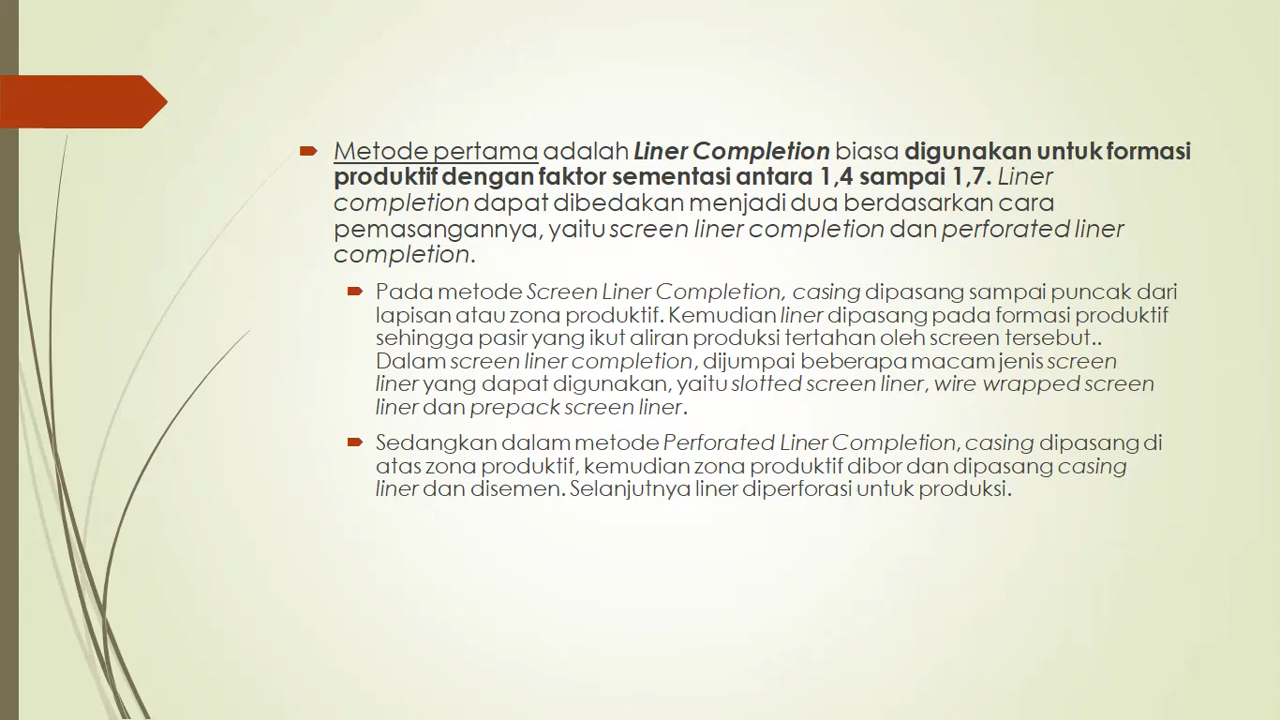 Metode pertama adalah Liner Completion biasa digunakan untuk formasi
produktif dengan faktor sementasi antara 1,4 sampai 1,7. Liner
completion dapat dibedakan menjadi dua berdasarkan cara
pemasangannya, yaitu screen liner completion dan perforated liner
completion.
Pada metode Screen Liner Completion, casing dipasang sampai puncak dari
lapisan atau zona produktif. Kemudian liner dipasang pada formasi produktif
sehingga pasir yang ikut aliran produksi tertahan oleh screen tersebut..
Dalam screen liner completion, dijumpai beberapa macam jenis screen
liner yang dapat digunakan, yaitu slotted screen liner, wire wrapped screen
liner dan prepack screen liner.
Sedangkan dalam metode Perforated Liner Completion, casing dipasang di
atas zona produktif, kemudian zona produktif dibor dan dipasang casing
liner dan disemen. Selanjutnya liner diperforasi untuk produksi.